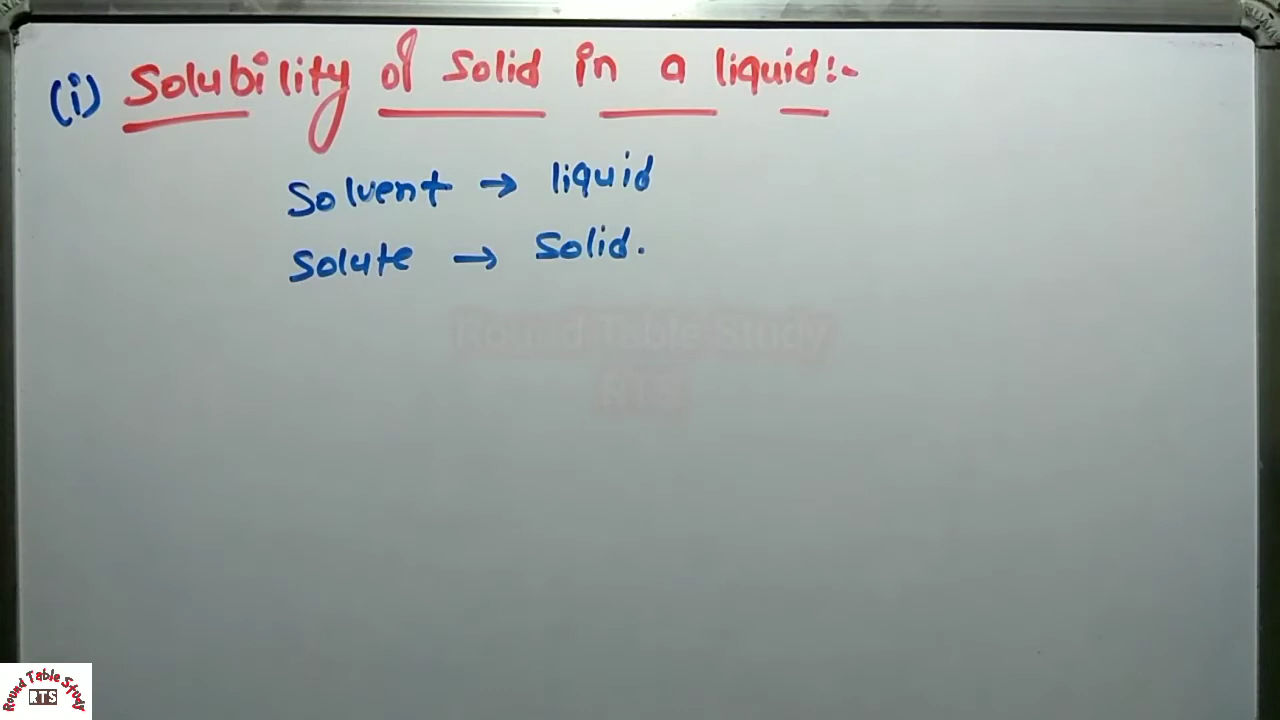 (i) Solubility of Solid in a liquid:-
Solvent → liquid
Solute → Solid.
Round Table Study
RTS
Round Table Study
RTS